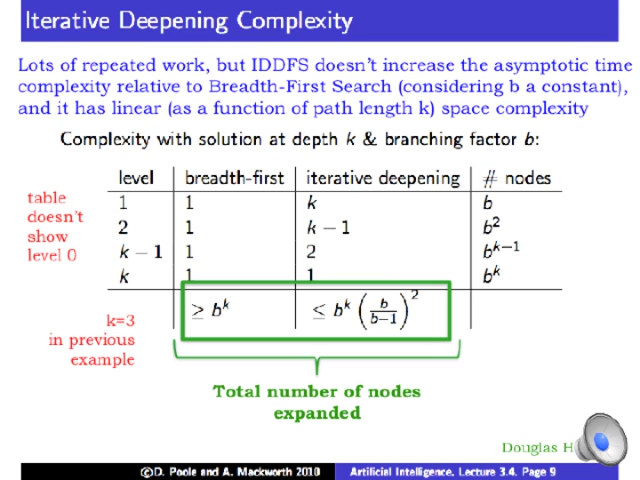 Iterative Deepening Complexity
Lots of repeated work, but IDDFS doesn't increase the asymptotic time
complexity relative to Breadth-First Search (considering b a constant),
and it has linear (as a function of path length k) space complexity
Complexity with solution at depth k & branching factor b:
level breadth-first iterative deepening # nodes
1 1 k b
2 1 k − 1 b²
k − 1 1 2 bᵏ⁻¹
k 1 1 bᵏ
≥ bᵏ ≤ bᵏ (b/(b−1))²
table
doesn't
show
level 0
k=3
in previous
example
Total number of nodes
expanded
Douglas H
©D. Poole and A. Mackworth 2010 Artificial Intelligence. Lecture 3.4. Page 9